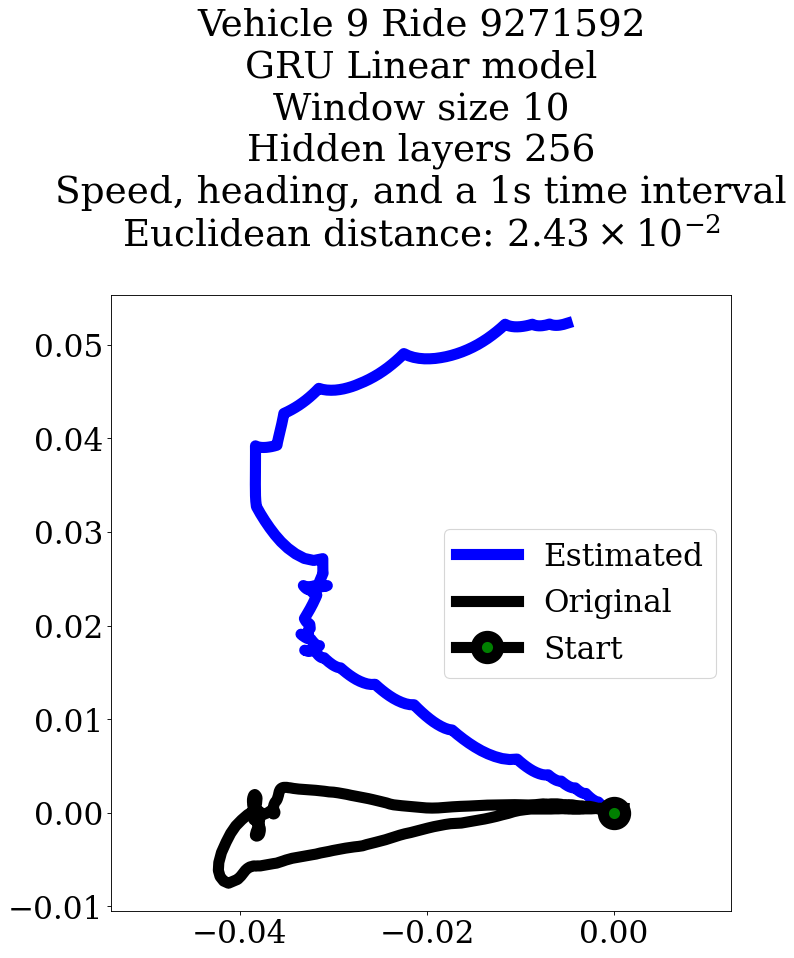 Vehicle 9 Ride 9271592
GRU Linear model
Window size 10
Hidden layers 256
Speed, heading, and a 1s time interval
Euclidean distance: 2.43 × 10⁻²
0.05
0.04
0.03
0.02
0.01
0.00
−0.01
Estimated
Original
Start
−0.04 −0.02 0.00